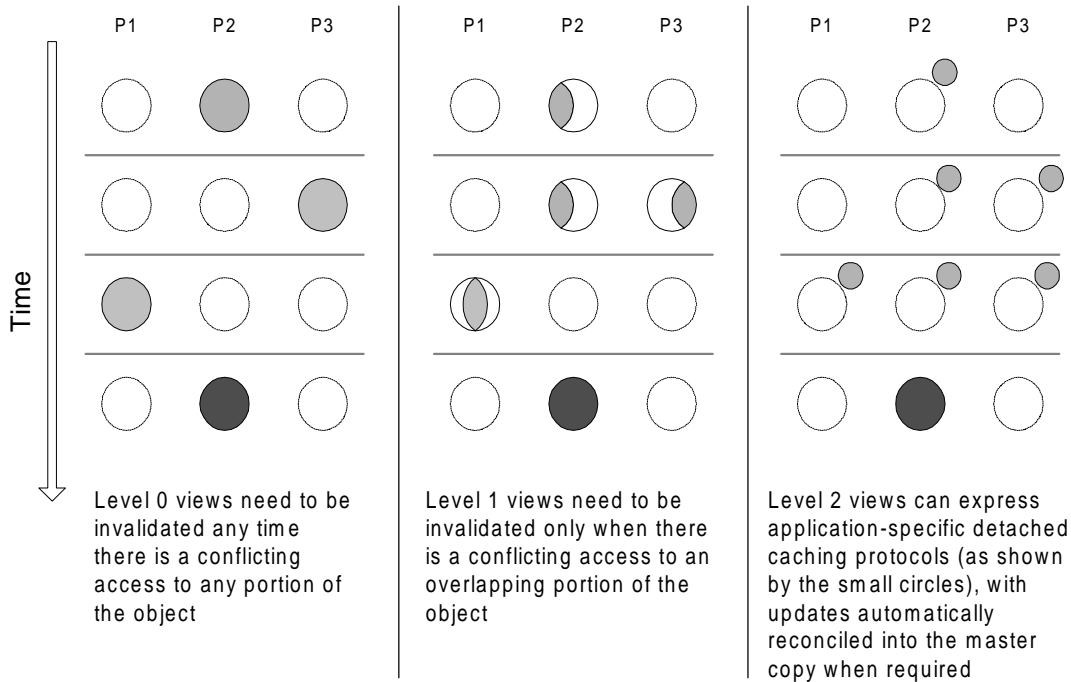 P1 P2 P3
P1 P2 P3
P1 P2 P3
Time
Level 0 views need to be
invalidated any time
there is a conflicting
access to any portion of
the object
Level 1 views need to be
invalidated only when there
is a conflicting access to an
overlapping portion of the
object
Level 2 views can express
application-specific detached
caching protocols (as shown
by the small circles), with
updates automatically
reconciled into the master
copy when required